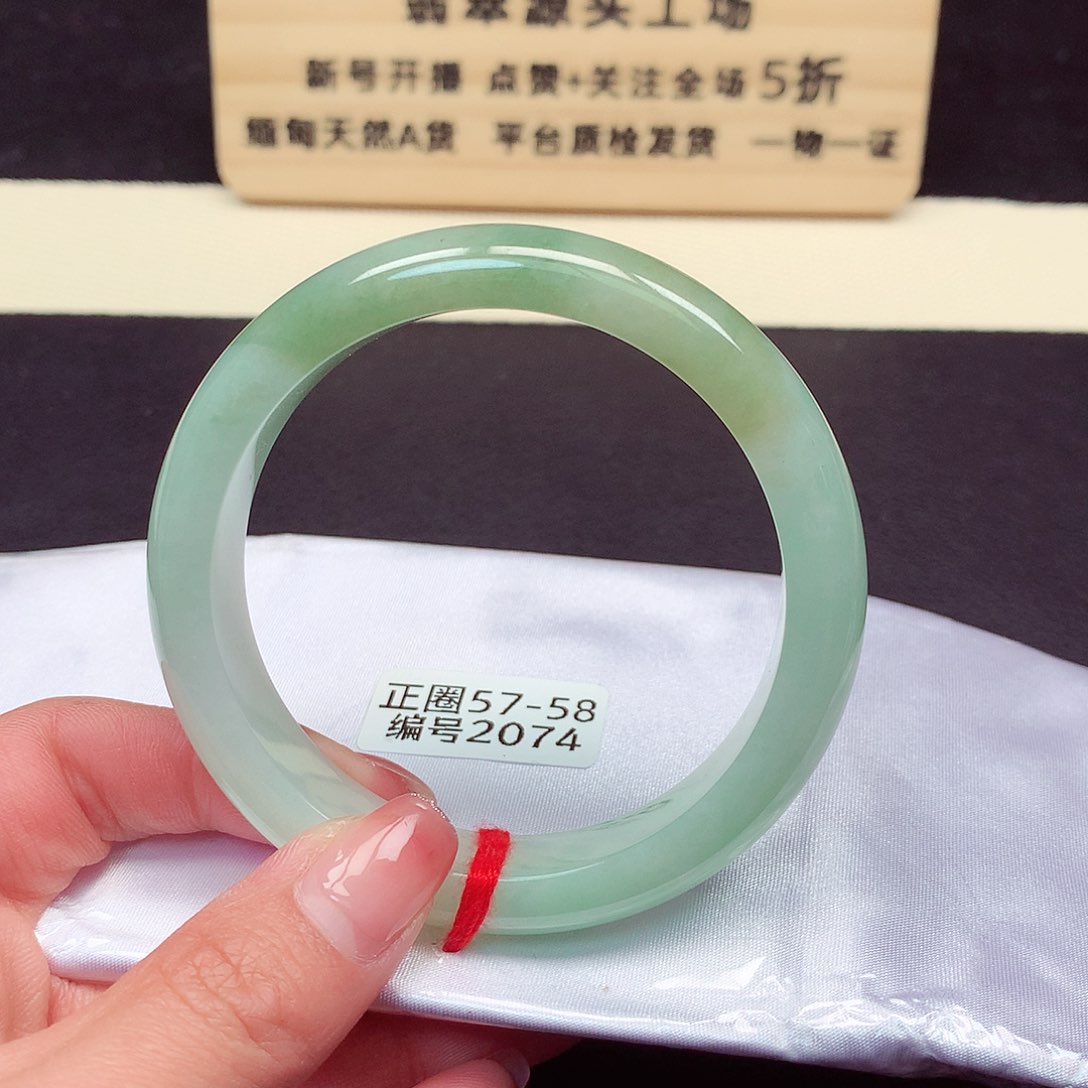 翡翠源头工场
新号开播 点赞+关注全场5折
缅甸天然A货 平台质检发货 一物一证
正圈57-58
编号2074